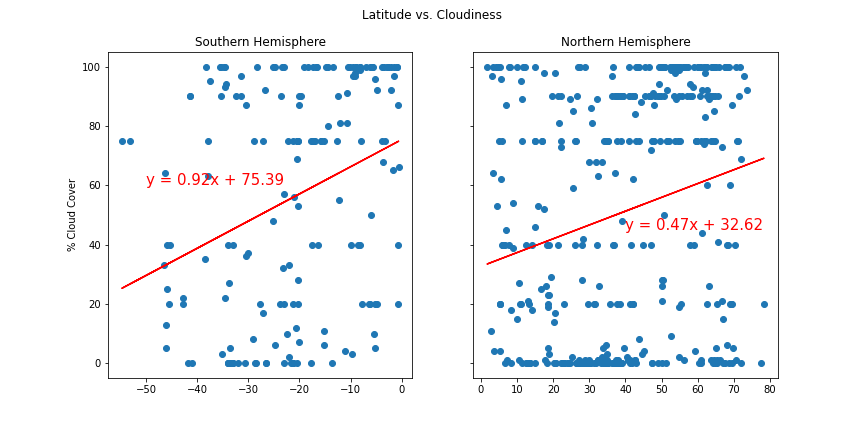 Latitude vs. Cloudiness
Southern Hemisphere
Northern Hemisphere
% Cloud Cover
100
80
60
40
20
0
y = 0.92x + 75.39
y = 0.47x + 32.62
−50 −40 −30 −20 −10 0
0 10 20 30 40 50 60 70 80